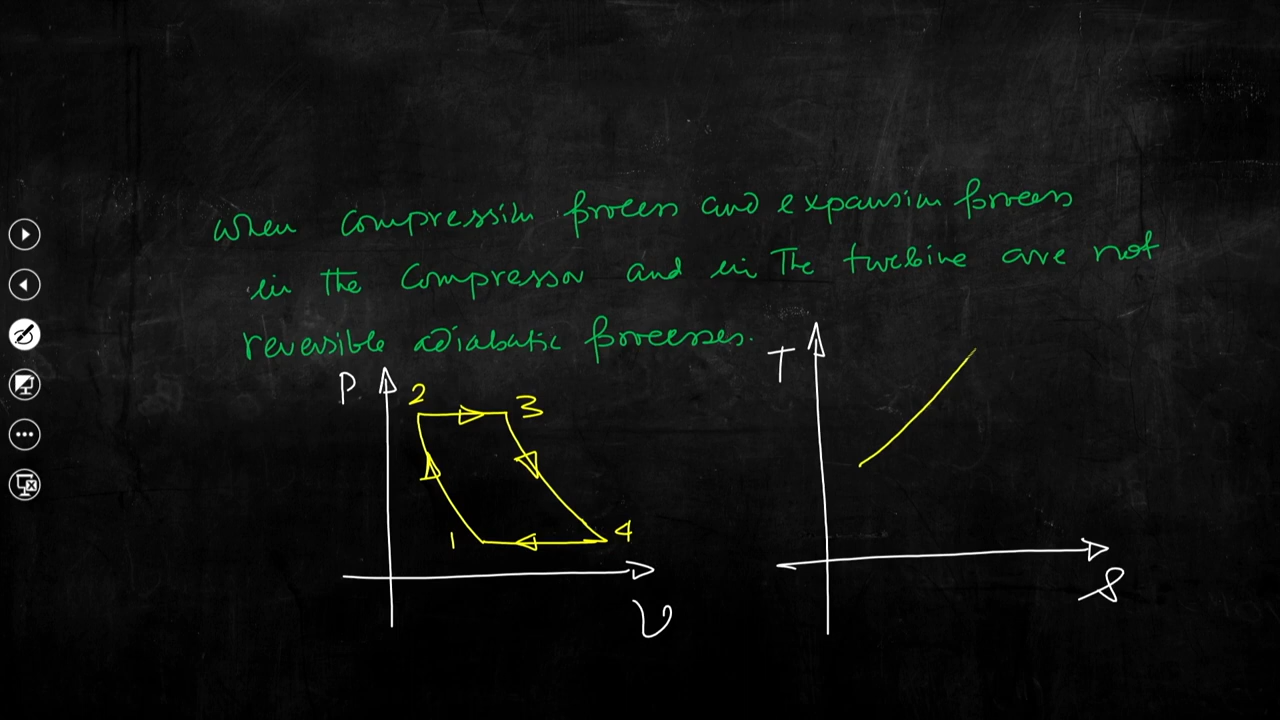 when compression process and expansion process
in the compressor and in the turbine are not
reversible adiabatic processes.
P
2
3
1
4
V
T
S